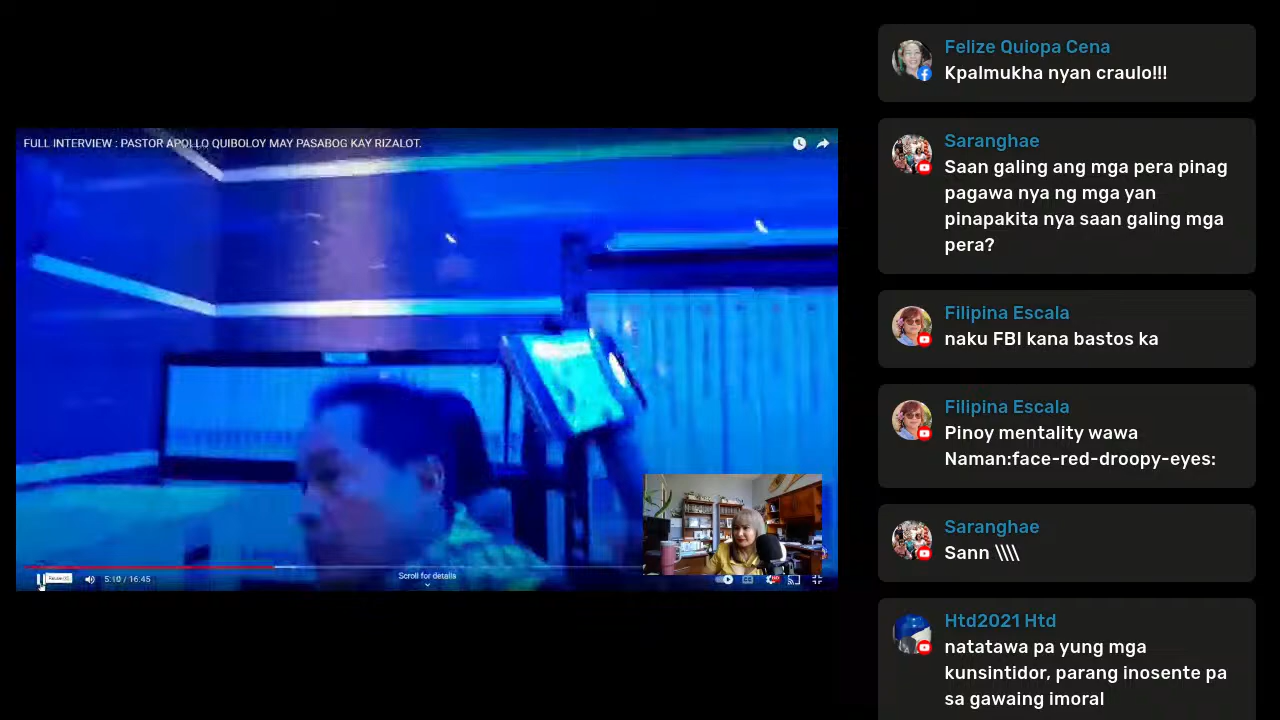 FULL INTERVIEW : PASTOR APOLLO QUIBOLOY MAY PASABOG KAY RIZALOT.
5:10 / 16:45
Scroll for details
Felize Quiopa Cena
Kpalmukha nyan craulo!!!
Saranghae
Saan galing ang mga pera pinag
pagawa nya ng mga yan
pinapakita nya saan galing mga
pera?
Filipina Escala
naku FBI kana bastos ka
Filipina Escala
Pinoy mentality wawa
Naman:face-red-droopy-eyes:
Saranghae
Sann \\\\
Htd2021 Htd
natatawa pa yung mga
kunsintidor, parang inosente pa
sa gawaing imoral